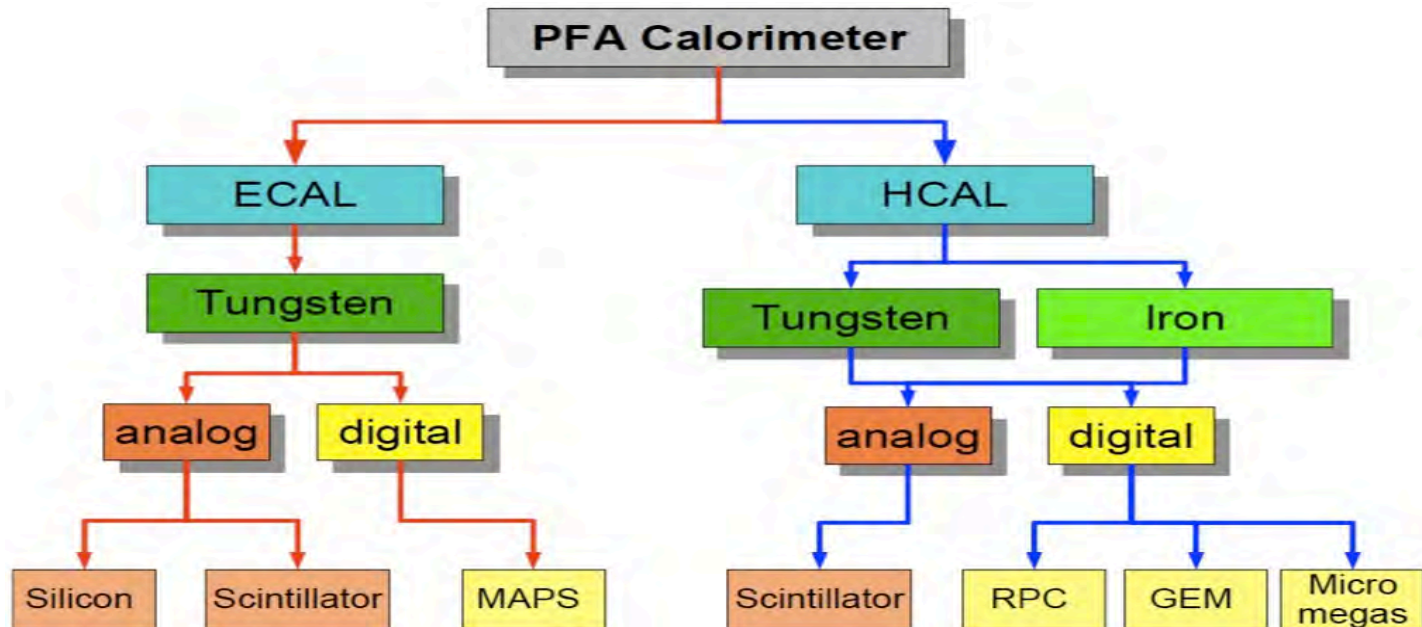 PFA Calorimeter
ECAL
HCAL
Tungsten
Tungsten
Iron
analog
digital
analog
digital
Silicon
Scintillator
MAPS
Scintillator
RPC
GEM
Micro
megas